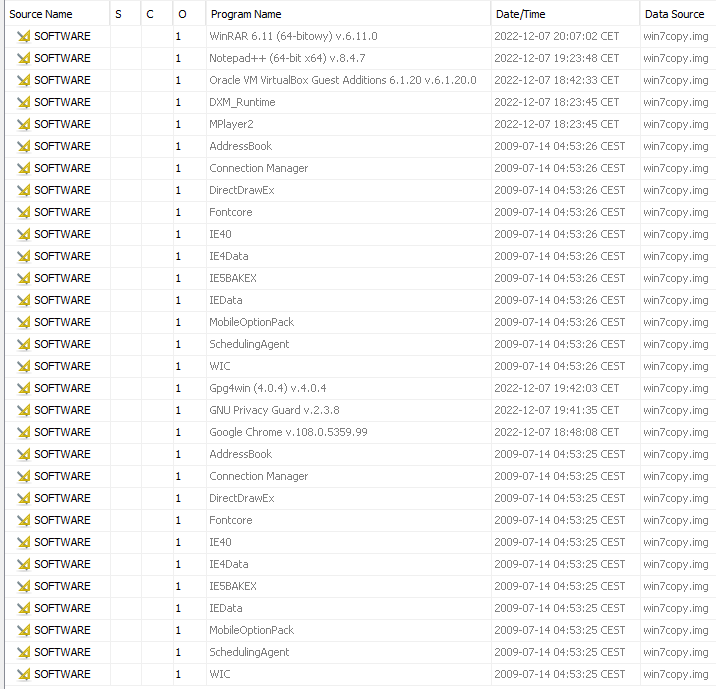 Source Name S C O Program Name Date/Time Data Source
SOFTWARE 1 WinRAR 6.11 (64-bitowy) v.6.11.0 2022-12-07 20:07:02 CET win7copy.img
SOFTWARE 1 Notepad++ (64-bit x64) v.8.4.7 2022-12-07 19:23:48 CET win7copy.img
SOFTWARE 1 Oracle VM VirtualBox Guest Additions 6.1.20 v.6.1.20.0 2022-12-07 18:42:33 CET win7copy.img
SOFTWARE 1 DXM_Runtime 2022-12-07 18:23:45 CET win7copy.img
SOFTWARE 1 MPlayer2 2022-12-07 18:23:45 CET win7copy.img
SOFTWARE 1 AddressBook 2009-07-14 04:53:26 CEST win7copy.img
SOFTWARE 1 Connection Manager 2009-07-14 04:53:26 CEST win7copy.img
SOFTWARE 1 DirectDrawEx 2009-07-14 04:53:26 CEST win7copy.img
SOFTWARE 1 Fontcore 2009-07-14 04:53:26 CEST win7copy.img
SOFTWARE 1 IE40 2009-07-14 04:53:26 CEST win7copy.img
SOFTWARE 1 IE4Data 2009-07-14 04:53:26 CEST win7copy.img
SOFTWARE 1 IE5BAKEX 2009-07-14 04:53:26 CEST win7copy.img
SOFTWARE 1 IEData 2009-07-14 04:53:26 CEST win7copy.img
SOFTWARE 1 MobileOptionPack 2009-07-14 04:53:26 CEST win7copy.img
SOFTWARE 1 SchedulingAgent 2009-07-14 04:53:26 CEST win7copy.img
SOFTWARE 1 WIC 2009-07-14 04:53:26 CEST win7copy.img
SOFTWARE 1 Gpg4win (4.0.4) v.4.0.4 2022-12-07 19:42:03 CET win7copy.img
SOFTWARE 1 GNU Privacy Guard v.2.3.8 2022-12-07 19:41:35 CET win7copy.img
SOFTWARE 1 Google Chrome v.108.0.5359.99 2022-12-07 18:48:08 CET win7copy.img
SOFTWARE 1 AddressBook 2009-07-14 04:53:25 CEST win7copy.img
SOFTWARE 1 Connection Manager 2009-07-14 04:53:25 CEST win7copy.img
SOFTWARE 1 DirectDrawEx 2009-07-14 04:53:25 CEST win7copy.img
SOFTWARE 1 Fontcore 2009-07-14 04:53:25 CEST win7copy.img
SOFTWARE 1 IE40 2009-07-14 04:53:25 CEST win7copy.img
SOFTWARE 1 IE4Data 2009-07-14 04:53:25 CEST win7copy.img
SOFTWARE 1 IE5BAKEX 2009-07-14 04:53:25 CEST win7copy.img
SOFTWARE 1 IEData 2009-07-14 04:53:25 CEST win7copy.img
SOFTWARE 1 MobileOptionPack 2009-07-14 04:53:25 CEST win7copy.img
SOFTWARE 1 SchedulingAgent 2009-07-14 04:53:25 CEST win7copy.img
SOFTWARE 1 WIC 2009-07-14 04:53:25 CEST win7copy.img